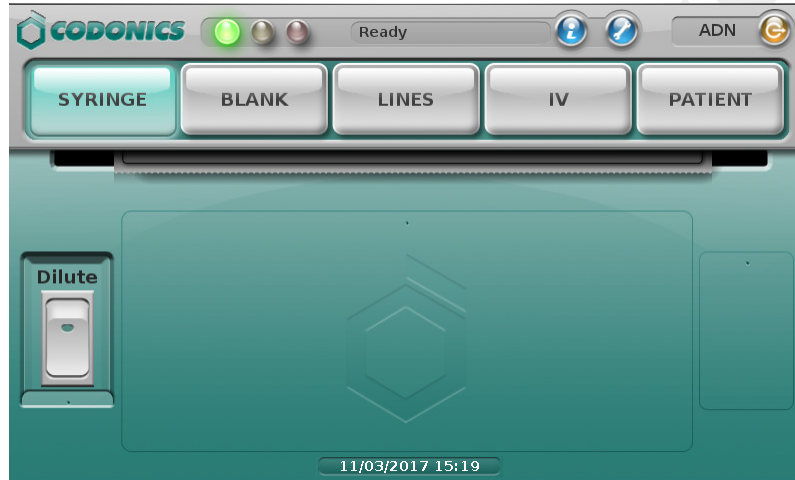 CODONICS
Ready
ADN
SYRINGE
BLANK
LINES
IV
PATIENT
Dilute
11/03/2017 15:19